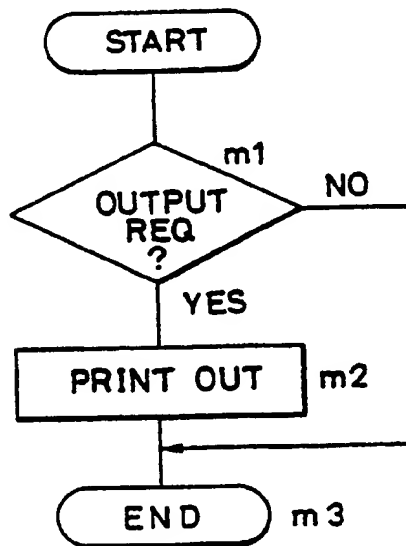 START
m1
OUTPUT
REQ
?
NO
YES
PRINT OUT
m2
END
m3